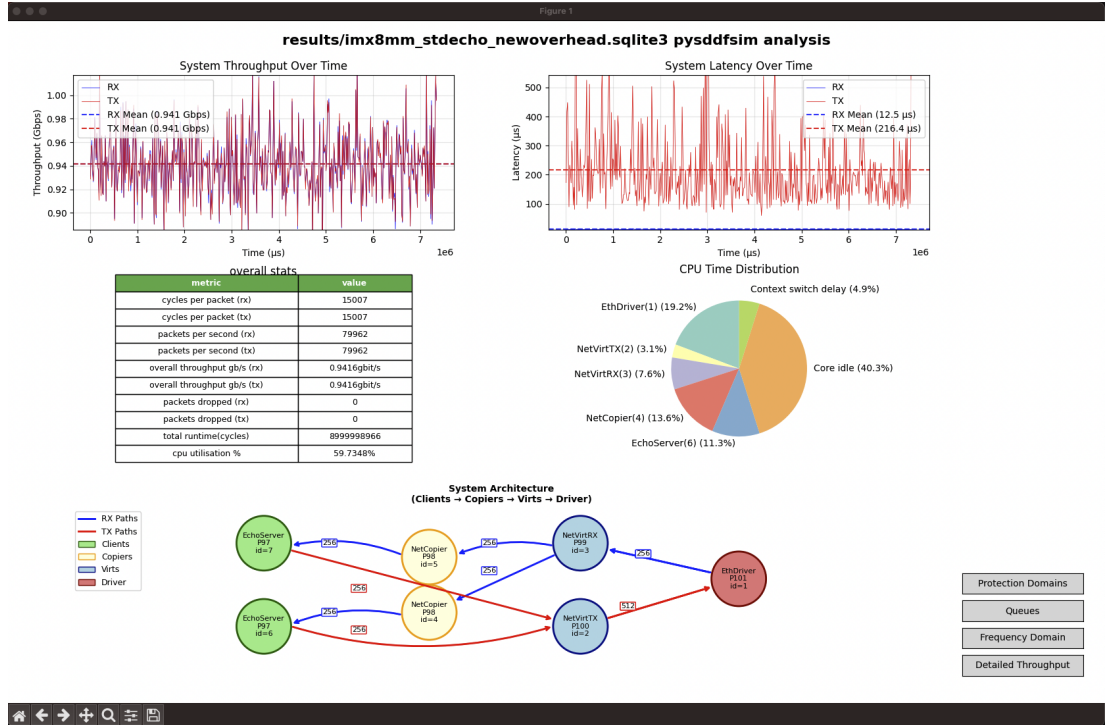 Figure 1
results/imx8mm_stdecho_newoverhead.sqlite3 pysddfsim analysis
System Throughput Over Time
RX
TX
RX Mean (0.941 Gbps)
TX Mean (0.941 Gbps)
Throughput (Gbps)
1.00
0.98
0.96
0.94
0.92
0.90
0 1 2 3 4 5 6 7
Time (µs)
1e6
System Latency Over Time
RX
TX
RX Mean (12.5 µs)
TX Mean (216.4 µs)
Latency (µs)
500
400
300
200
100
0 1 2 3 4 5 6 7
Time (µs)
1e6
overall stats
metric value
cycles per packet (rx) 15007
cycles per packet (tx) 15007
packets per second (rx) 79962
packets per second (tx) 79962
overall throughput gb/s (rx) 0.9416gbit/s
overall throughput gb/s (tx) 0.9416gbit/s
packets dropped (rx) 0
packets dropped (tx) 0
total runtime(cycles) 8999998966
cpu utilisation % 59.7348%
CPU Time Distribution
Context switch delay (4.9%)
EthDriver(1) (19.2%)
NetVirtTX(2) (3.1%)
NetVirtRX(3) (7.6%)
Core idle (40.3%)
NetCopier(4) (13.6%)
EchoServer(6) (11.3%)
System Architecture
(Clients → Copiers → Virts → Driver)
RX Paths
TX Paths
Clients
Copiers
Virts
Driver
EchoServer
P97
id=7
256
NetCopier
P98
id=5
256
NetVirtRX
P99
id=3
256
EthDriver
P101
id=1
256
256
EchoServer
P97
id=6
256
256
NetCopier
P98
id=4
NetVirtTX
P100
id=2
512
Protection Domains
Queues
Frequency Domain
Detailed Throughput